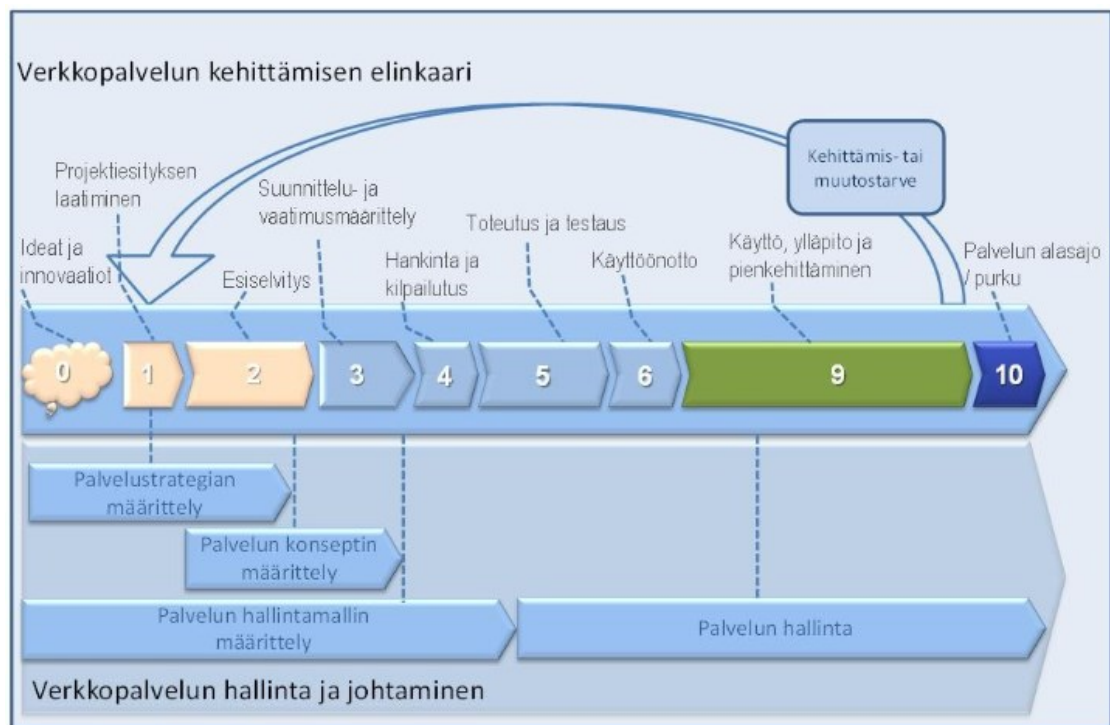 Verkkopalvelun kehittämisen elinkaari
Kehittämis- tai
muutostarve
Projektiesityksen
laatiminen
Suunnittelu- ja
vaatimusmäärittely
Toteutus ja testaus
Käyttö, ylläpito ja
pienkehittäminen
Palvelun alasajo
/ purku
Ideat ja
innovaatiot
Esiselvitys
Hankinta ja
kilpailutus
Käyttöönotto
0
1
2
3
4
5
6
9
10
Palvelustrategian
määrittely
Palvelun konseptin
määrittely
Palvelun hallintamallin
määrittely
Palvelun hallinta
Verkkopalvelun hallinta ja johtaminen